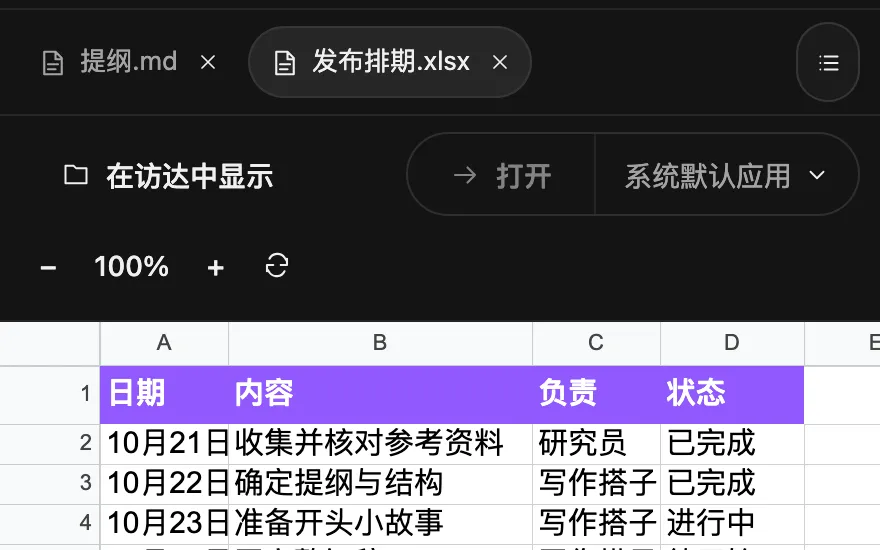 提纲.md
发布排期.xlsx
在访达中显示
打开
系统默认应用
100%
A B C D E
1 日期 内容 负责 状态
2 10月21日 收集并核对参考资料 研究员 已完成
3 10月22日 确定提纲与结构 写作搭子 已完成
4 10月23日 准备开头小故事 写作搭子 进行中